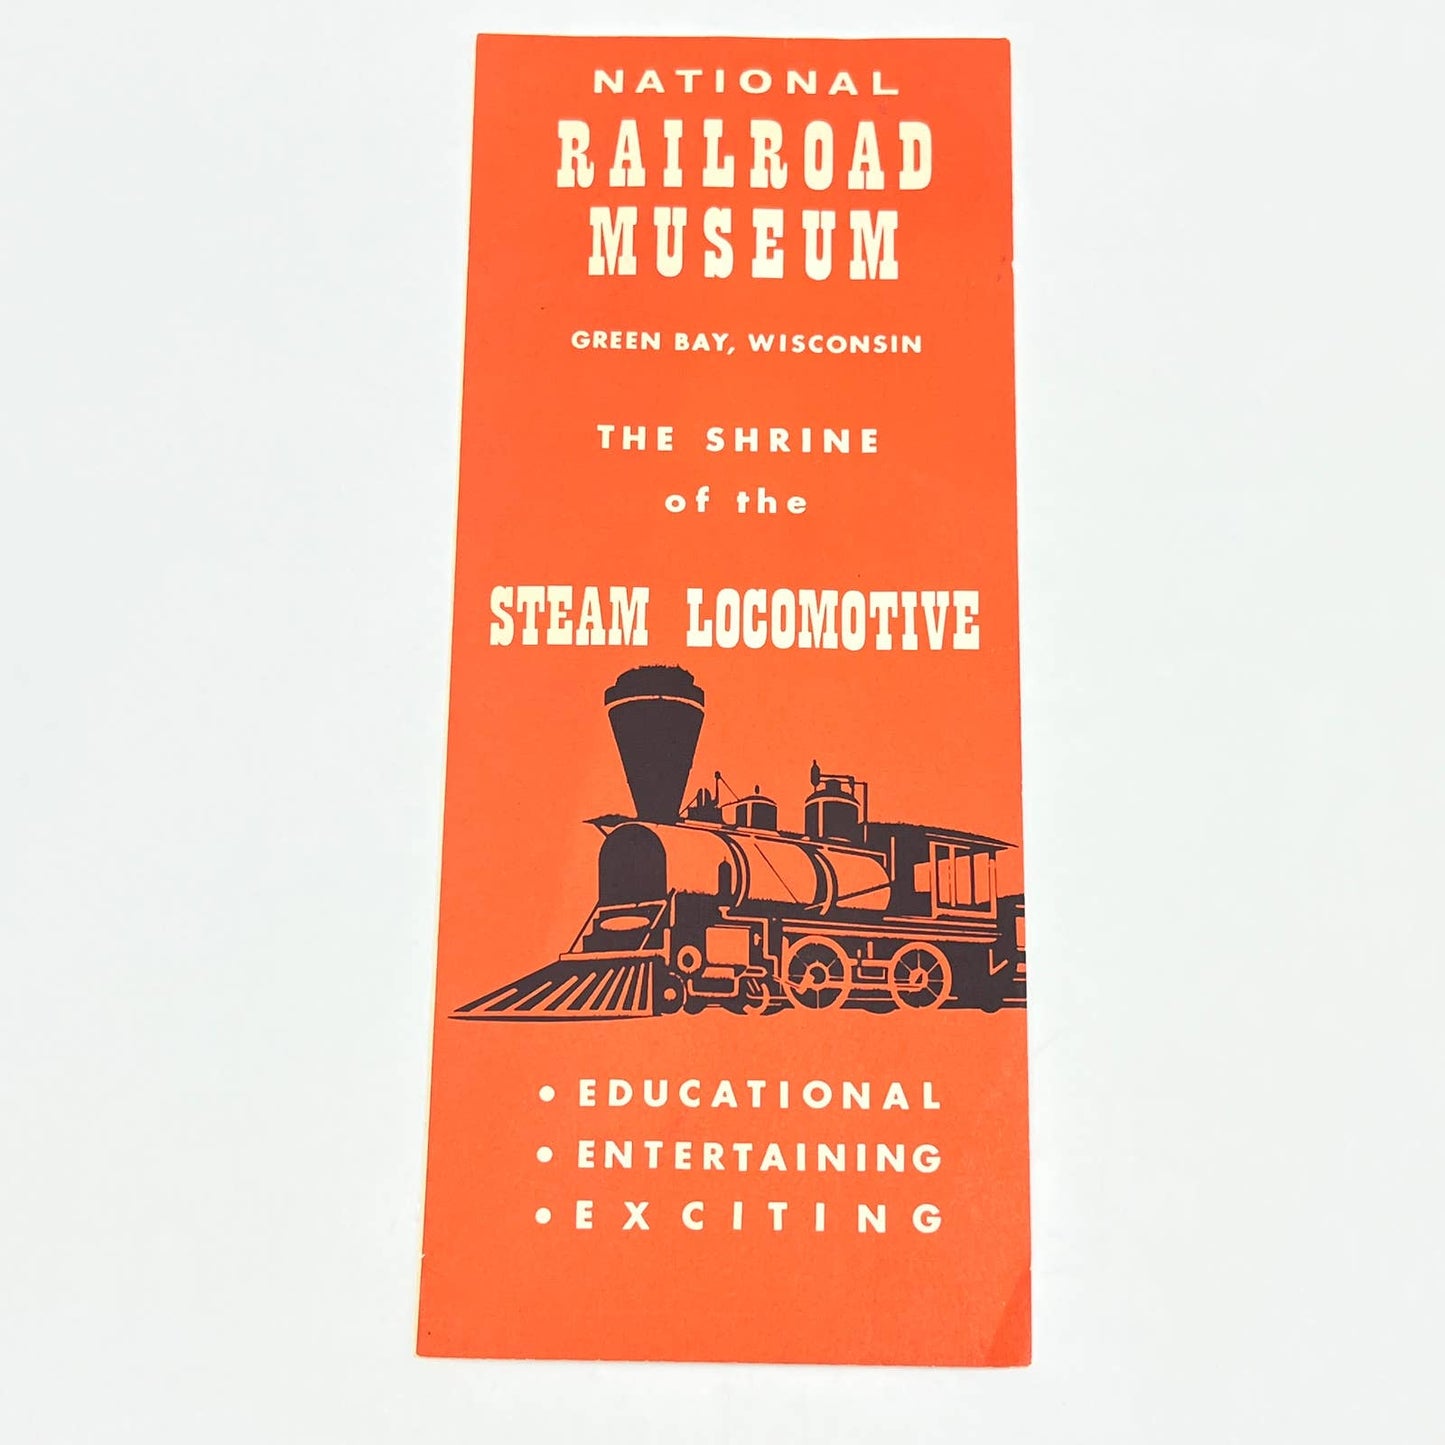 NATIONAL
RAILROAD
MUSEUM
GREEN BAY, WISCONSIN
THE SHRINE
of the
STEAM LOCOMOTIVE
• EDUCATIONAL
• ENTERTAINING
• EXCITING